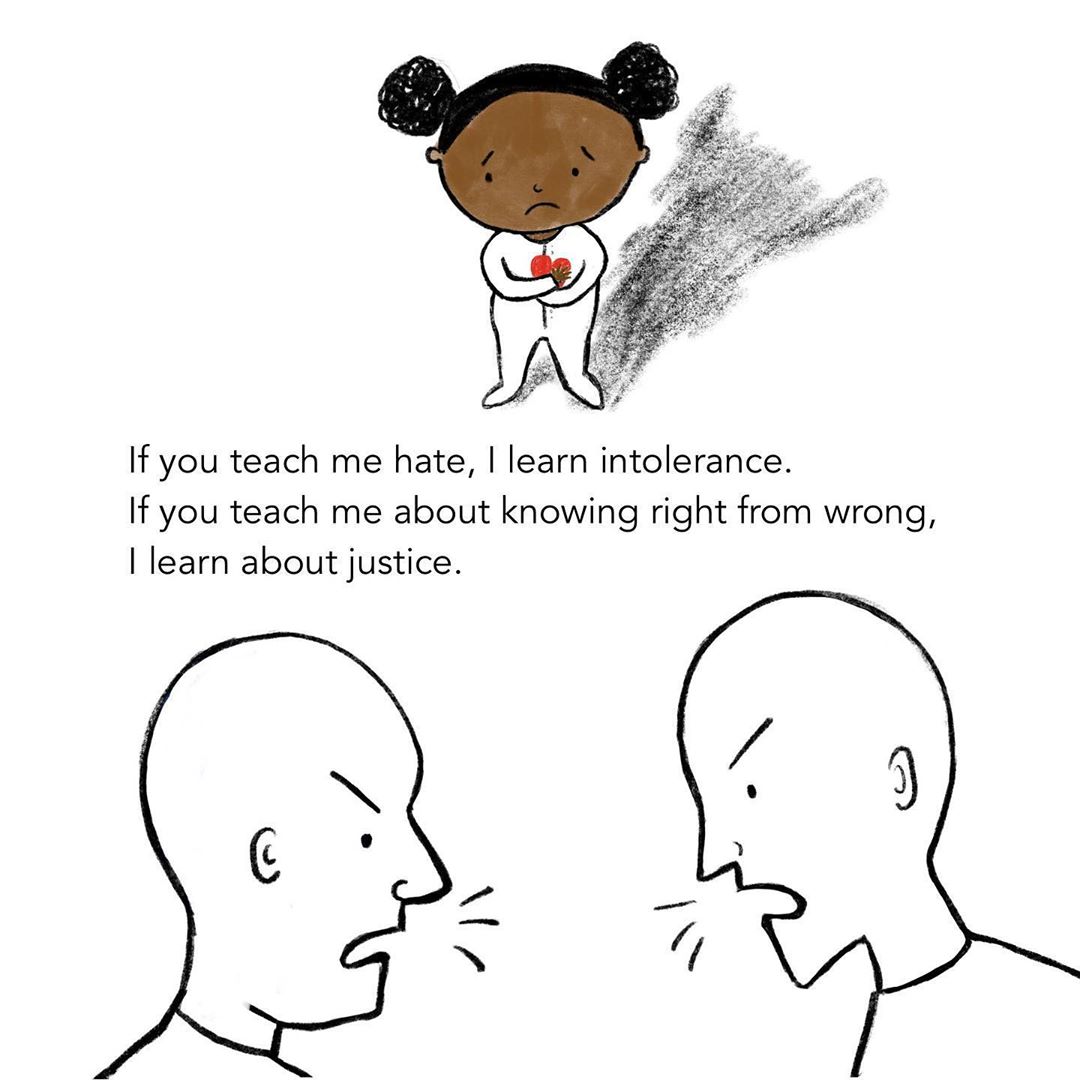 If you teach me hate, I learn intolerance.
If you teach me about knowing right from wrong,
I learn about justice.